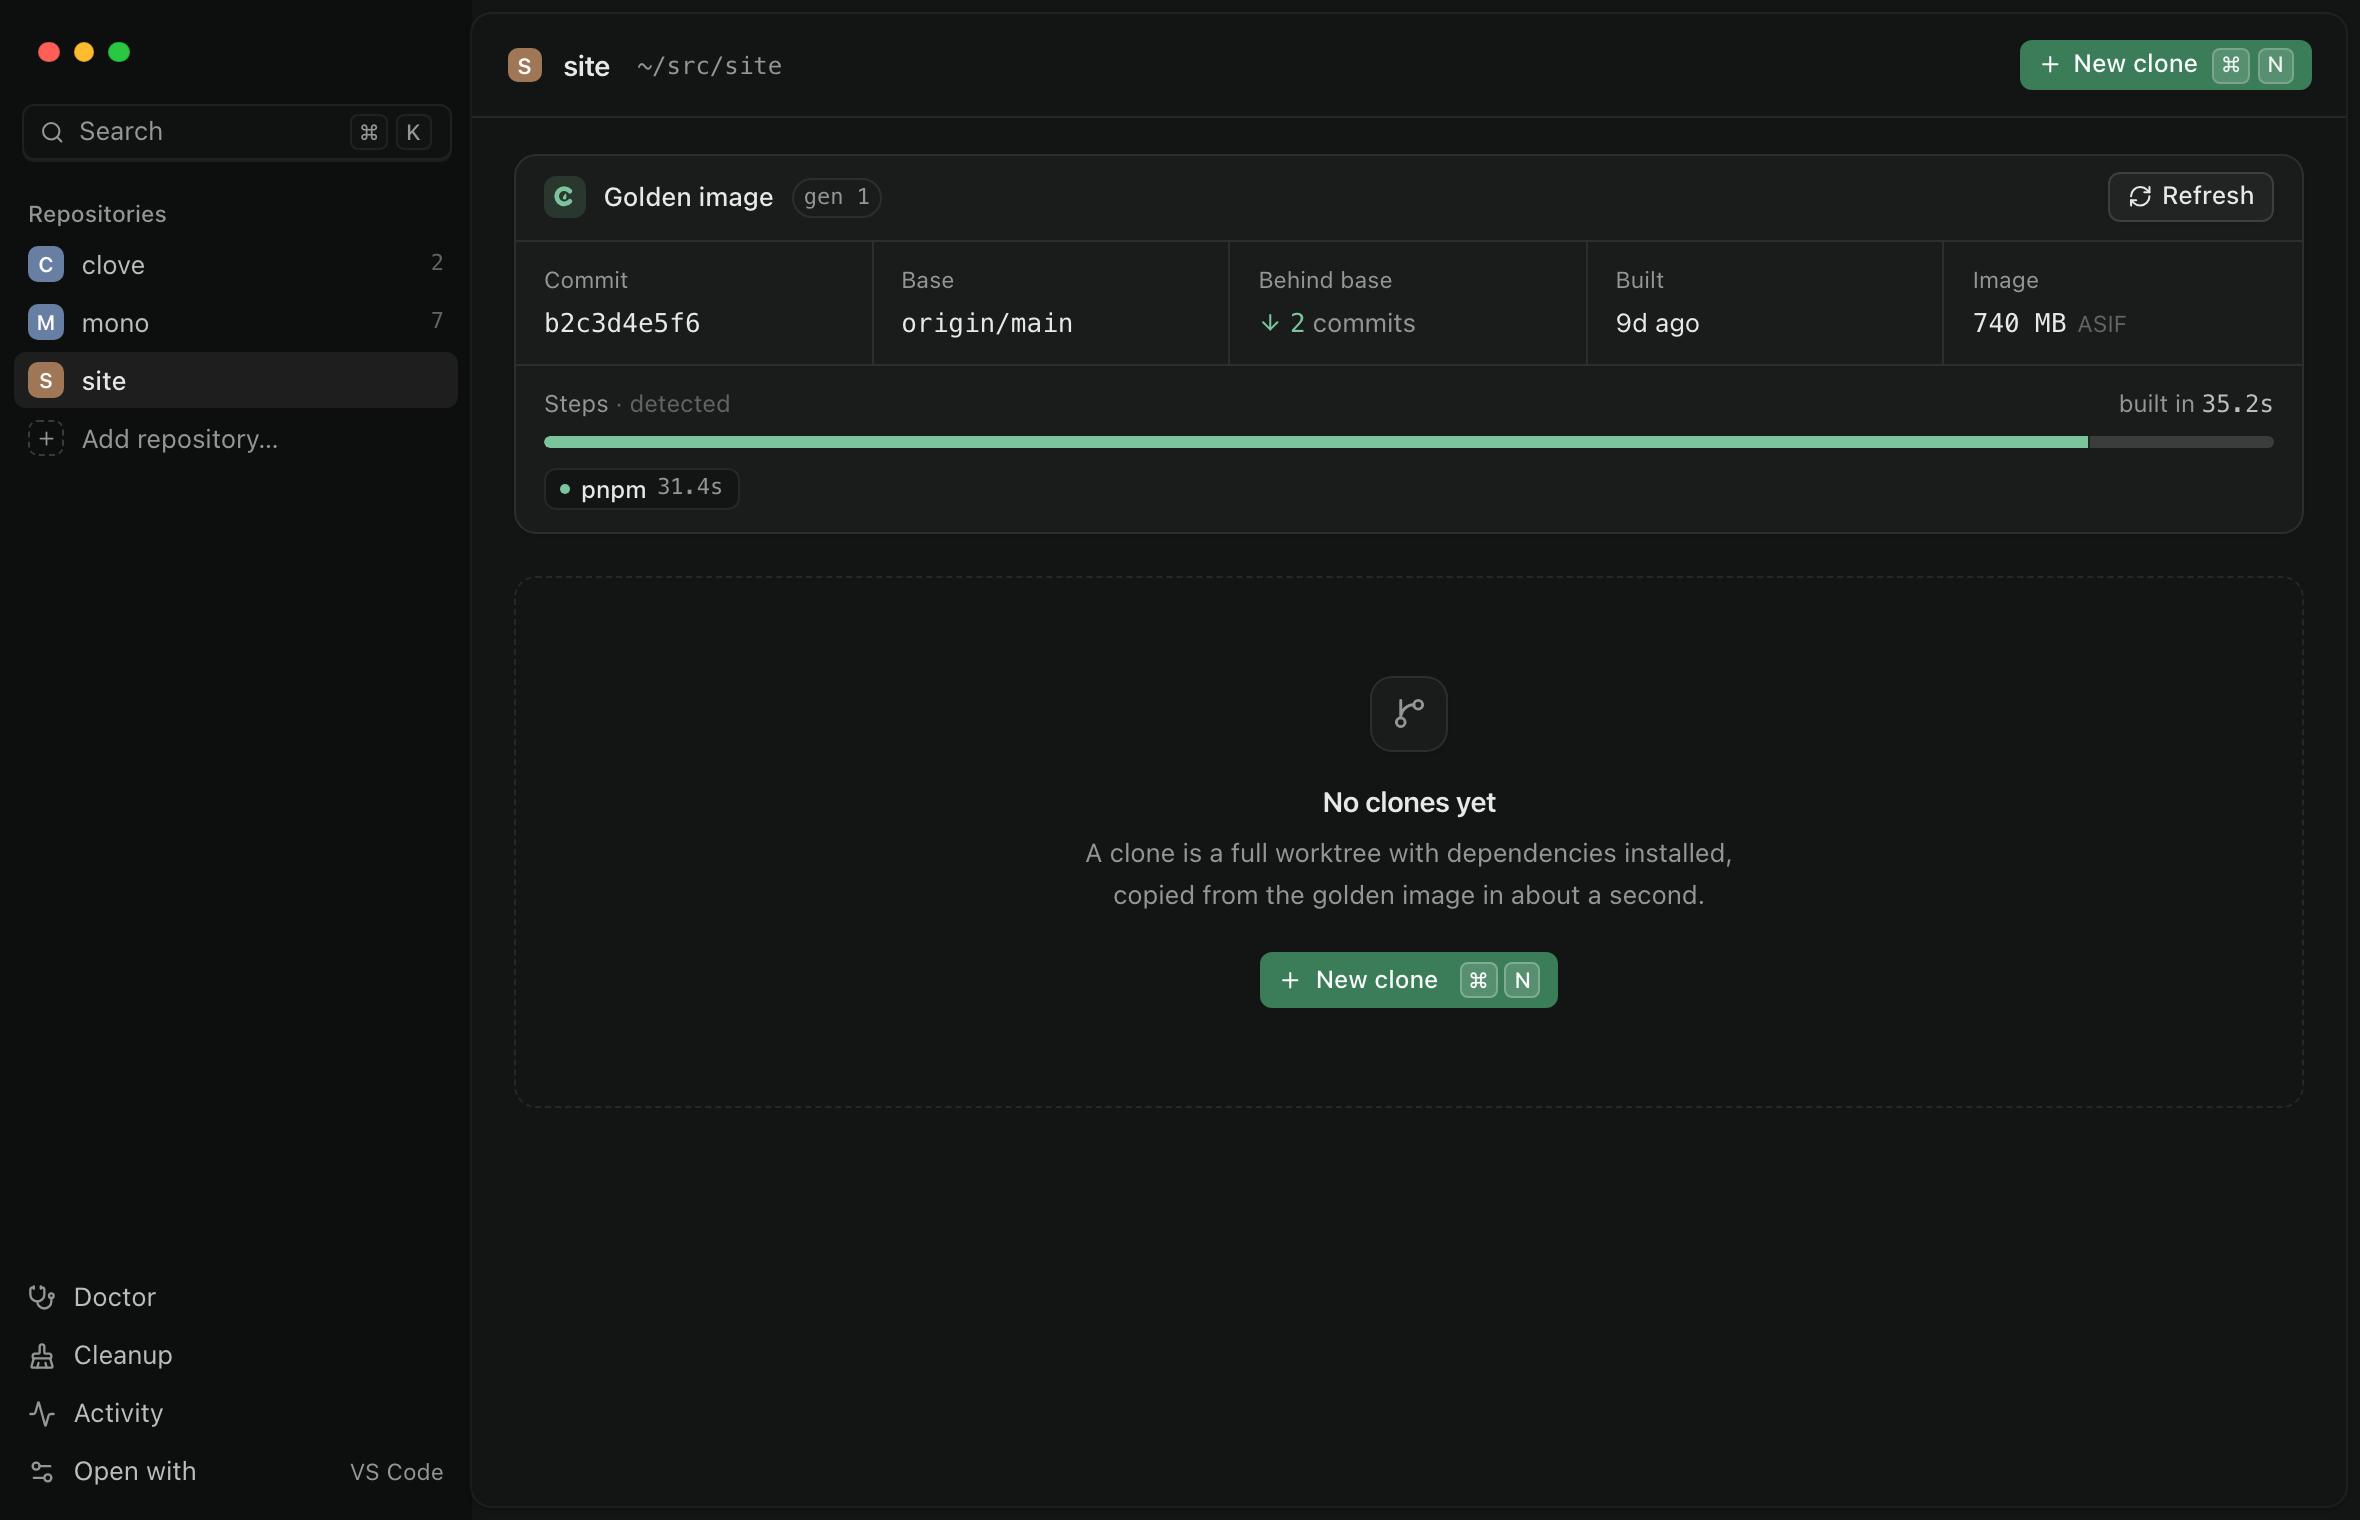 Search ⌘ K
Repositories
C clove 2
M mono 7
S site
Add repository...
Doctor
Cleanup
Activity
Open with VS Code
S site ~/src/site
+ New clone ⌘ N
Golden image gen 1
Refresh
Commit
b2c3d4e5f6
Base
origin/main
Behind base
↓ 2 commits
Built
9d ago
Image
740 MB ASIF
Steps · detected
built in 35.2s
pnpm 31.4s
No clones yet
A clone is a full worktree with dependencies installed,
copied from the golden image in about a second.
+ New clone ⌘ N